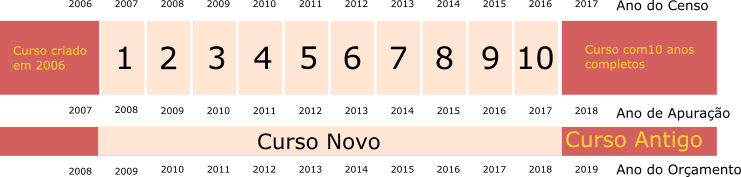 2006 2007 2008 2009 2010 2011 2012 2013 2014 2015 2016 2017 Ano do Censo
Curso criado
em 2006
1 2 3 4 5 6 7 8 9 10
Curso com10 anos
completos
2007 2008 2009 2010 2011 2012 2013 2014 2015 2016 2017 2018 Ano de Apuração
Curso Novo Curso Antigo
2008 2009 2010 2011 2012 2013 2014 2015 2016 2017 2018 2019 Ano do Orçamento